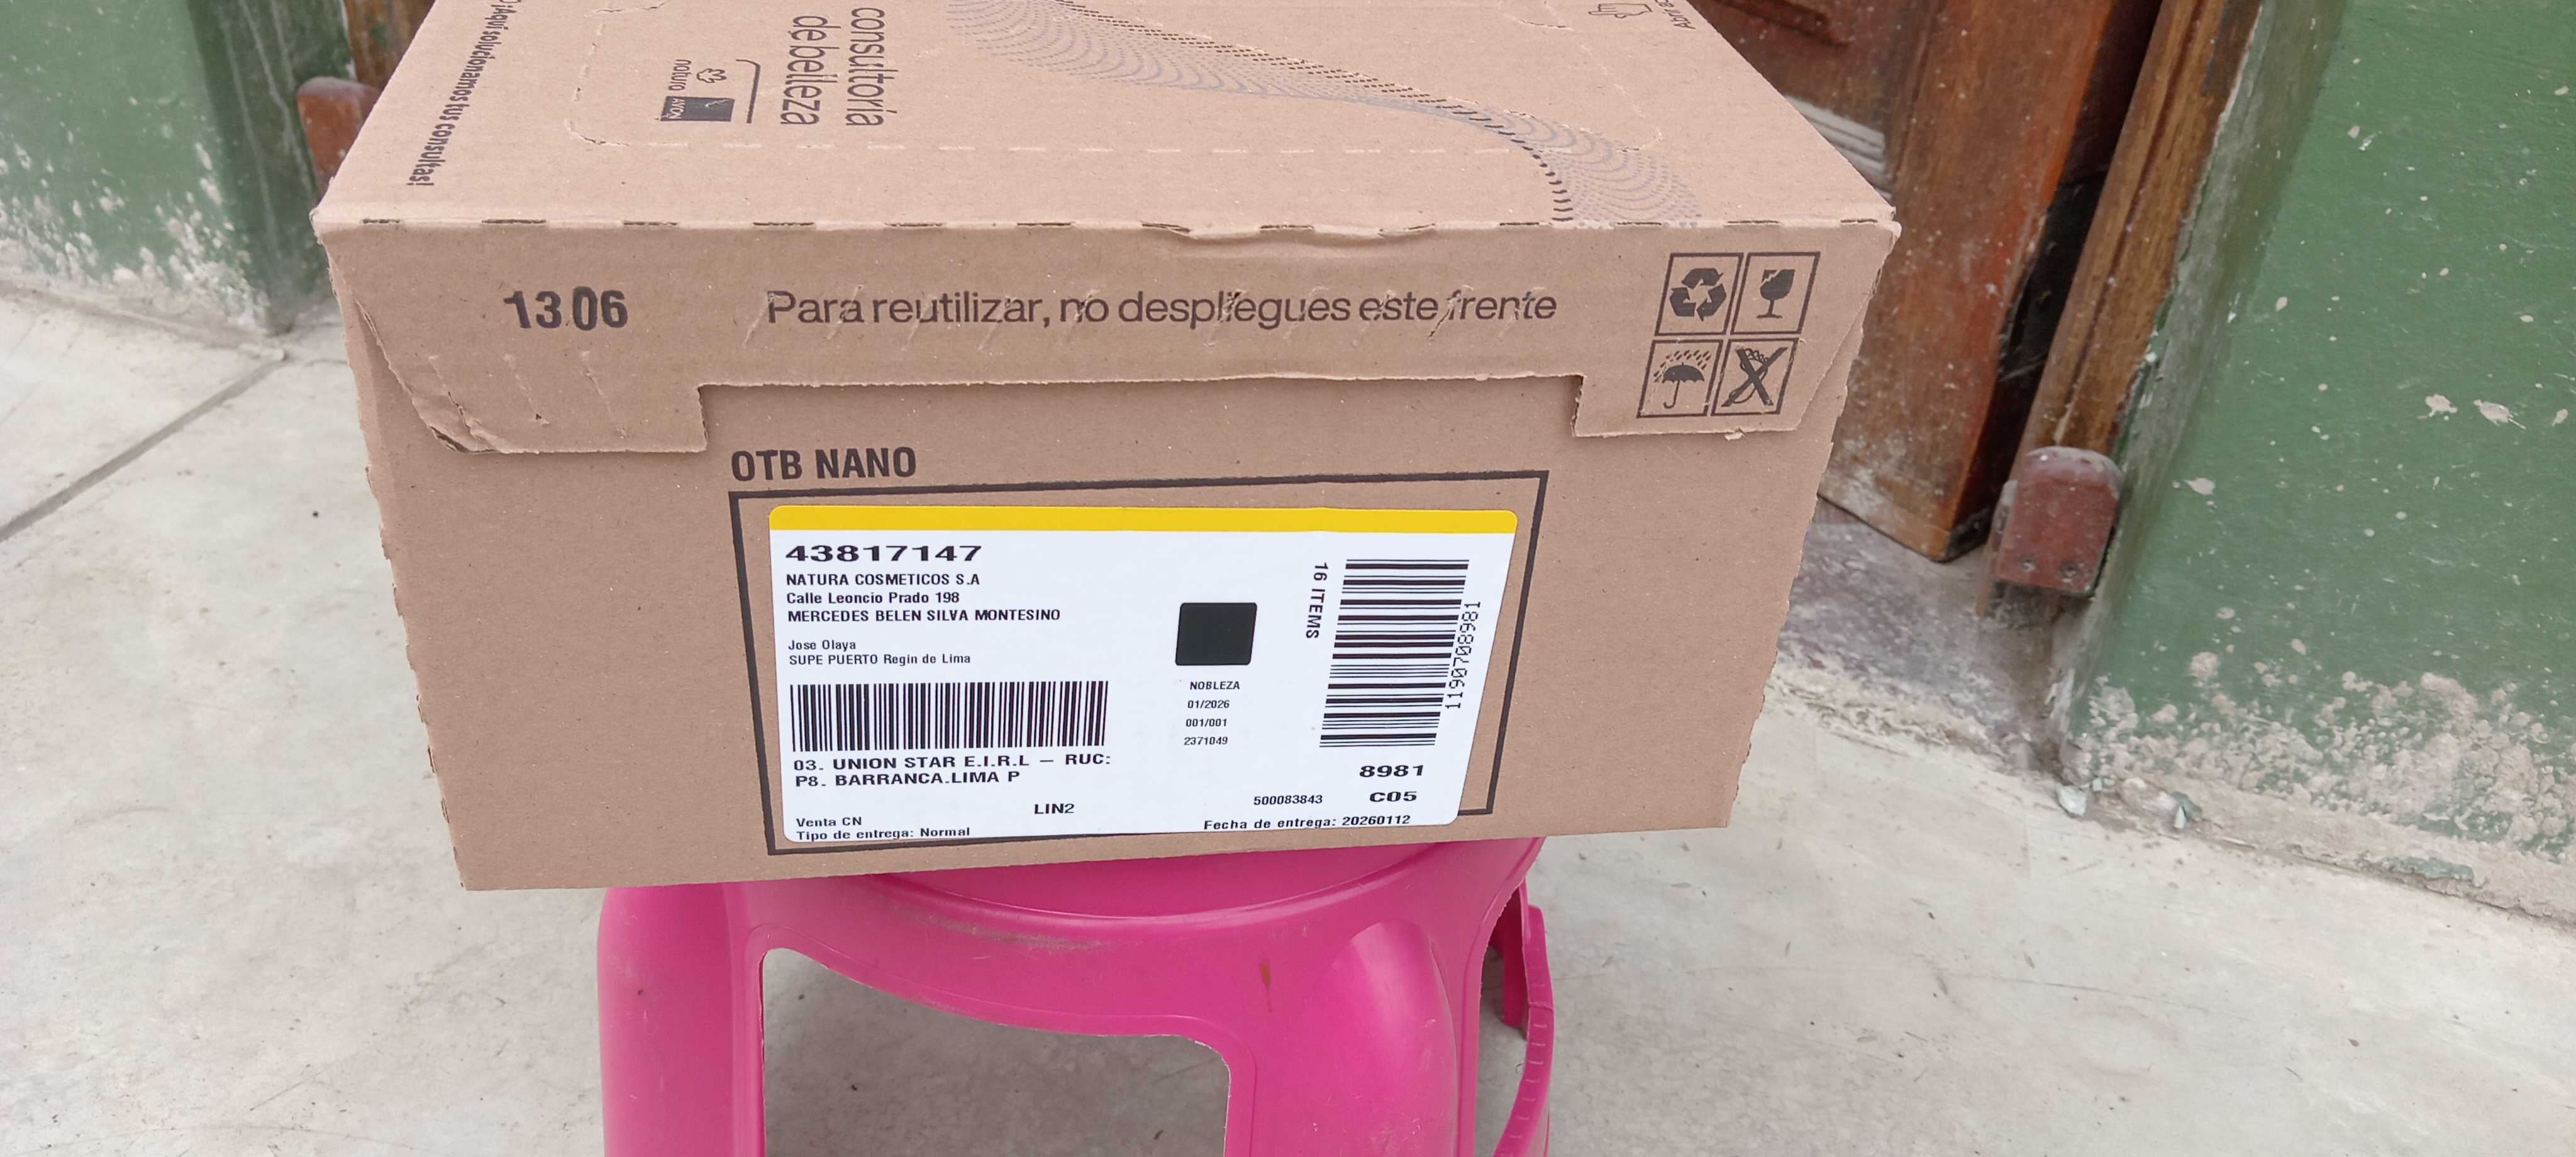 ¡Aquí solucionamos tus consultas!
natura
AVON
consultoría
de belleza
1306
Para reutilizar, no despliegues este frente
OTB NANO
43817147
NATURA COSMETICOS S.A
Calle Leoncio Prado 198
MERCEDES BELEN SILVA MONTESINO
Jose Olaya
SUPE PUERTO Regin de Lima
16 ITEMS
1190708981
NOBLEZA
01/2026
001/001
2371049
03. UNION STAR E.I.R.L – RUC:
P8. BARRANCA.LIMA P
8981
500083843 C05
LIN2
Venta CN
Tipo de entrega: Normal
Fecha de entrega: 20260112